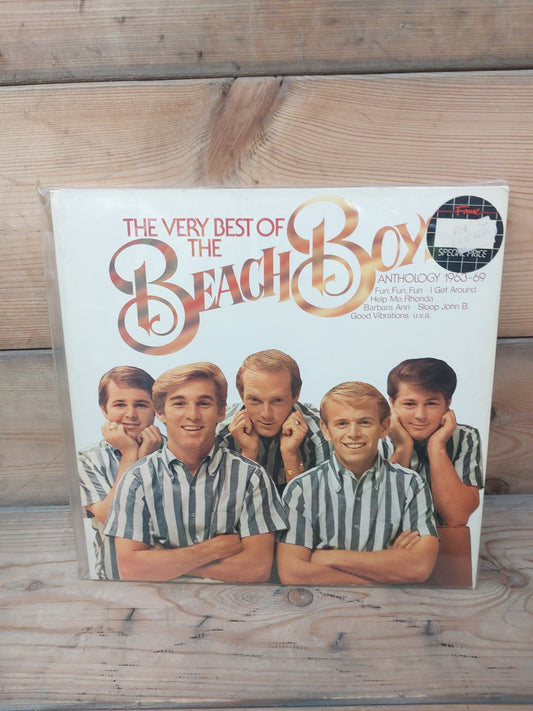 THE VERY BEST OF
THE
BEACH BOYS
ANTHOLOGY 1963-69
Fun, Fun, Fun · I Get Around
Help Me, Rhonda
Barbara Ann · Sloop John B.
Good Vibrations u.v.a.
Fame
SPECIAL PRICE